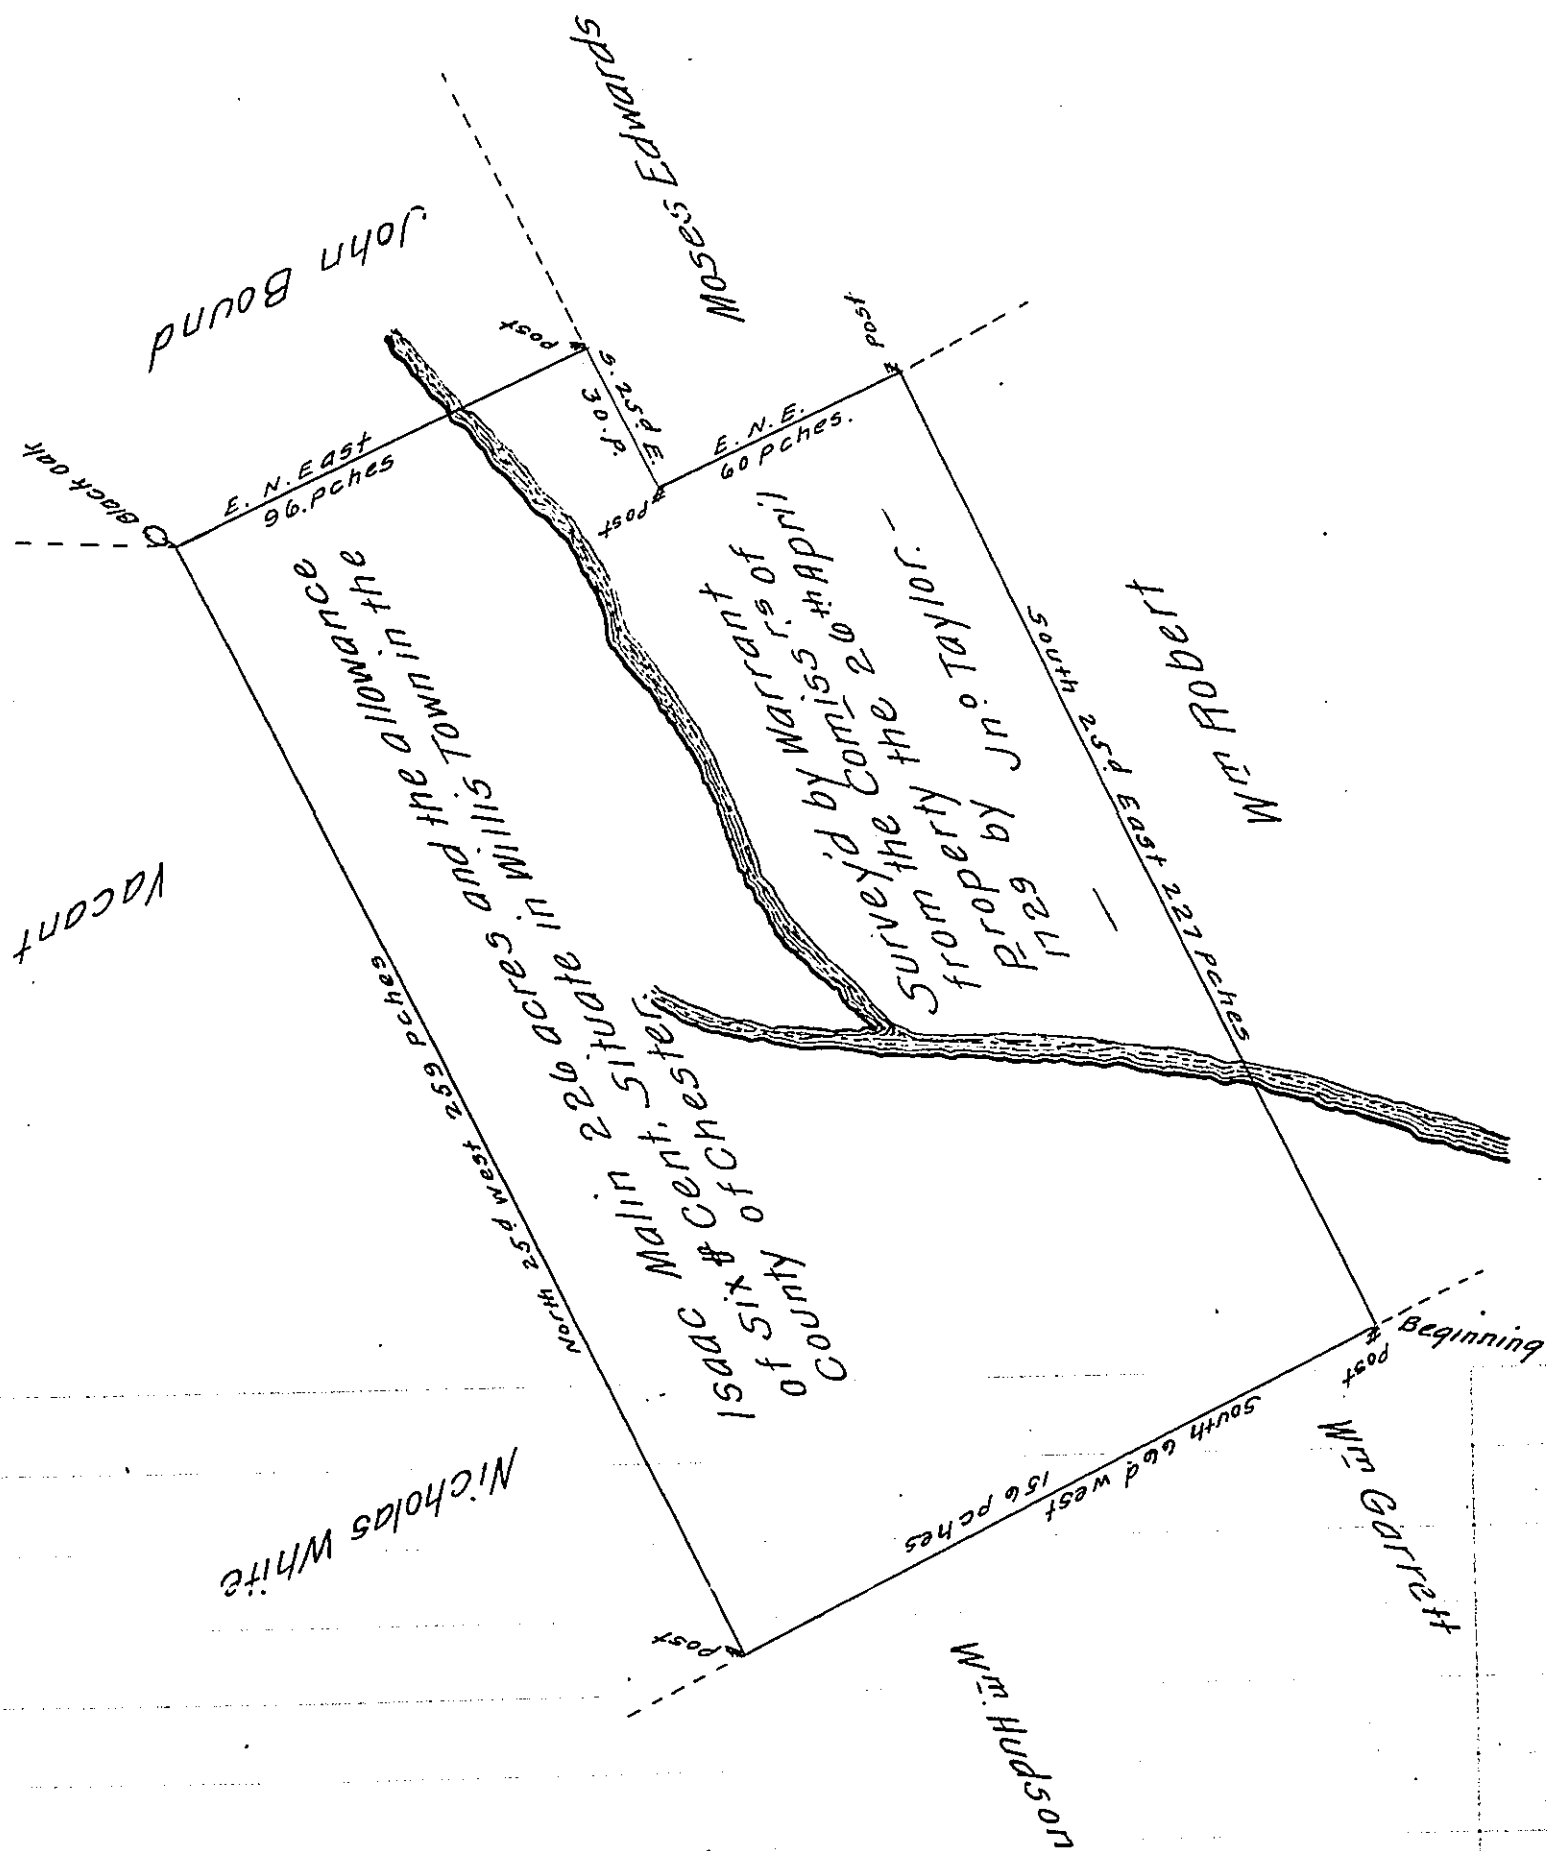 Mases Edwards
John Bound
Black oak
E. N. East
96. Pches
Post
S. 25d E.
30. p.
Post
E. N. E.
60 Pches.
Post
Vacant
North 25d West 259 Pches
Isaac Malin 226 acres and the allowance
of Six ⅌ Cent. Situate in Willis Town in the
County of Chester.
Survey'd by Warrant
from the Comiss.rs of
Property the 26th April
1729 by Jno. Taylor. —
South 25d East 227 Pches
Wm Robert
Nicholas White
Post
South 66d West
156 pches
Post
Beginning
Wm Garrett
Wm Hudson